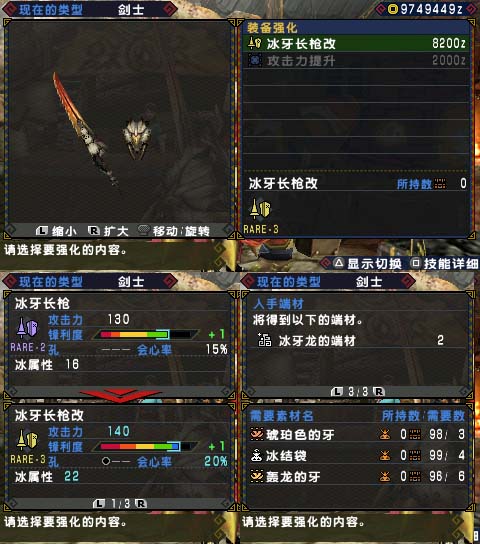 现在的类型 剑士
9749449z
装备强化
冰牙长枪改 8200z
攻击力提升 2000z
冰牙长枪改 所持数 0
RARE-3
L 缩小 R 扩大 移动/旋转
请选择要强化的内容。
△显示切换 □技能详细
现在的类型 剑士
冰牙长枪
攻击力 130
锋利度 +1
RARE-2 孔 ——— 会心率 15%
冰属性 16
冰牙长枪改
攻击力 140
锋利度 +1
RARE-3 孔 ○—— 会心率 20%
冰属性 22
L 1/3 R
请选择要强化的内容。
现在的类型 剑士
入手端材
将得到以下的端材。
冰牙龙的端材 2
L 3/3 R
需要素材名 所持数/需要数
琥珀色的牙 0 98/ 3
冰结袋 0 99/ 4
轰龙的牙 0 96/ 6
请选择要强化的内容。